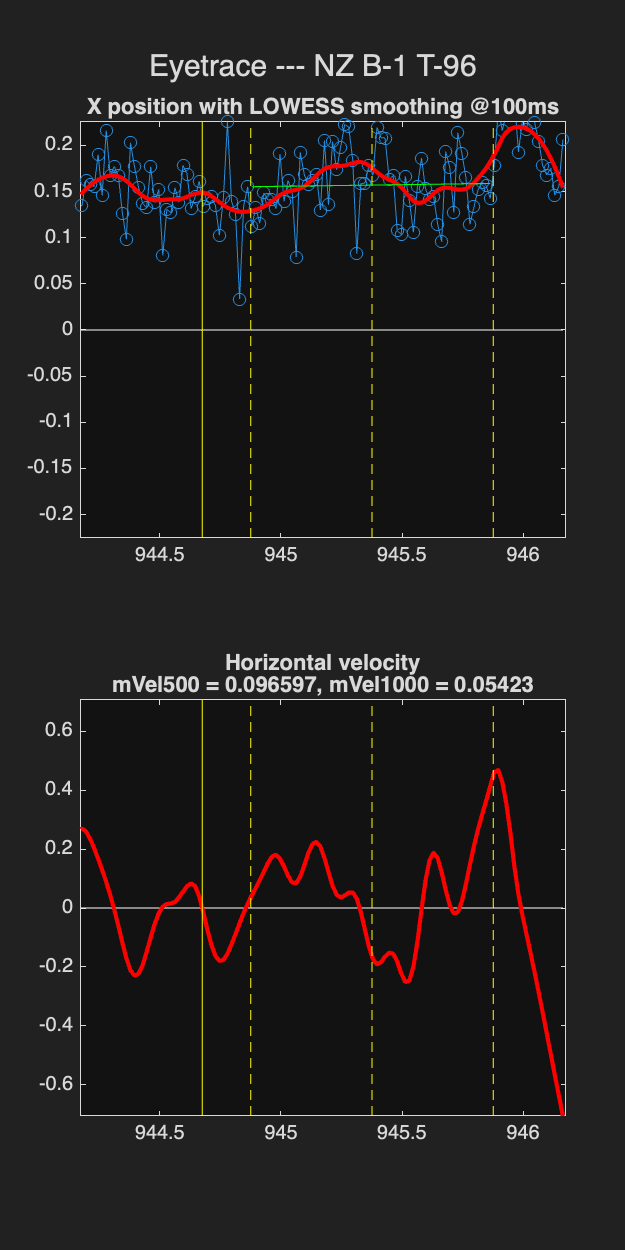 Eyetrace --- NZ B-1 T-96
X position with LOWESS smoothing @100ms
0.2
0.15
0.1
0.05
0
-0.05
-0.1
-0.15
-0.2
944.5 945 945.5 946
Horizontal velocity
mVel500 = 0.096597, mVel1000 = 0.05423
0.6
0.4
0.2
0
-0.2
-0.4
-0.6
944.5 945 945.5 946